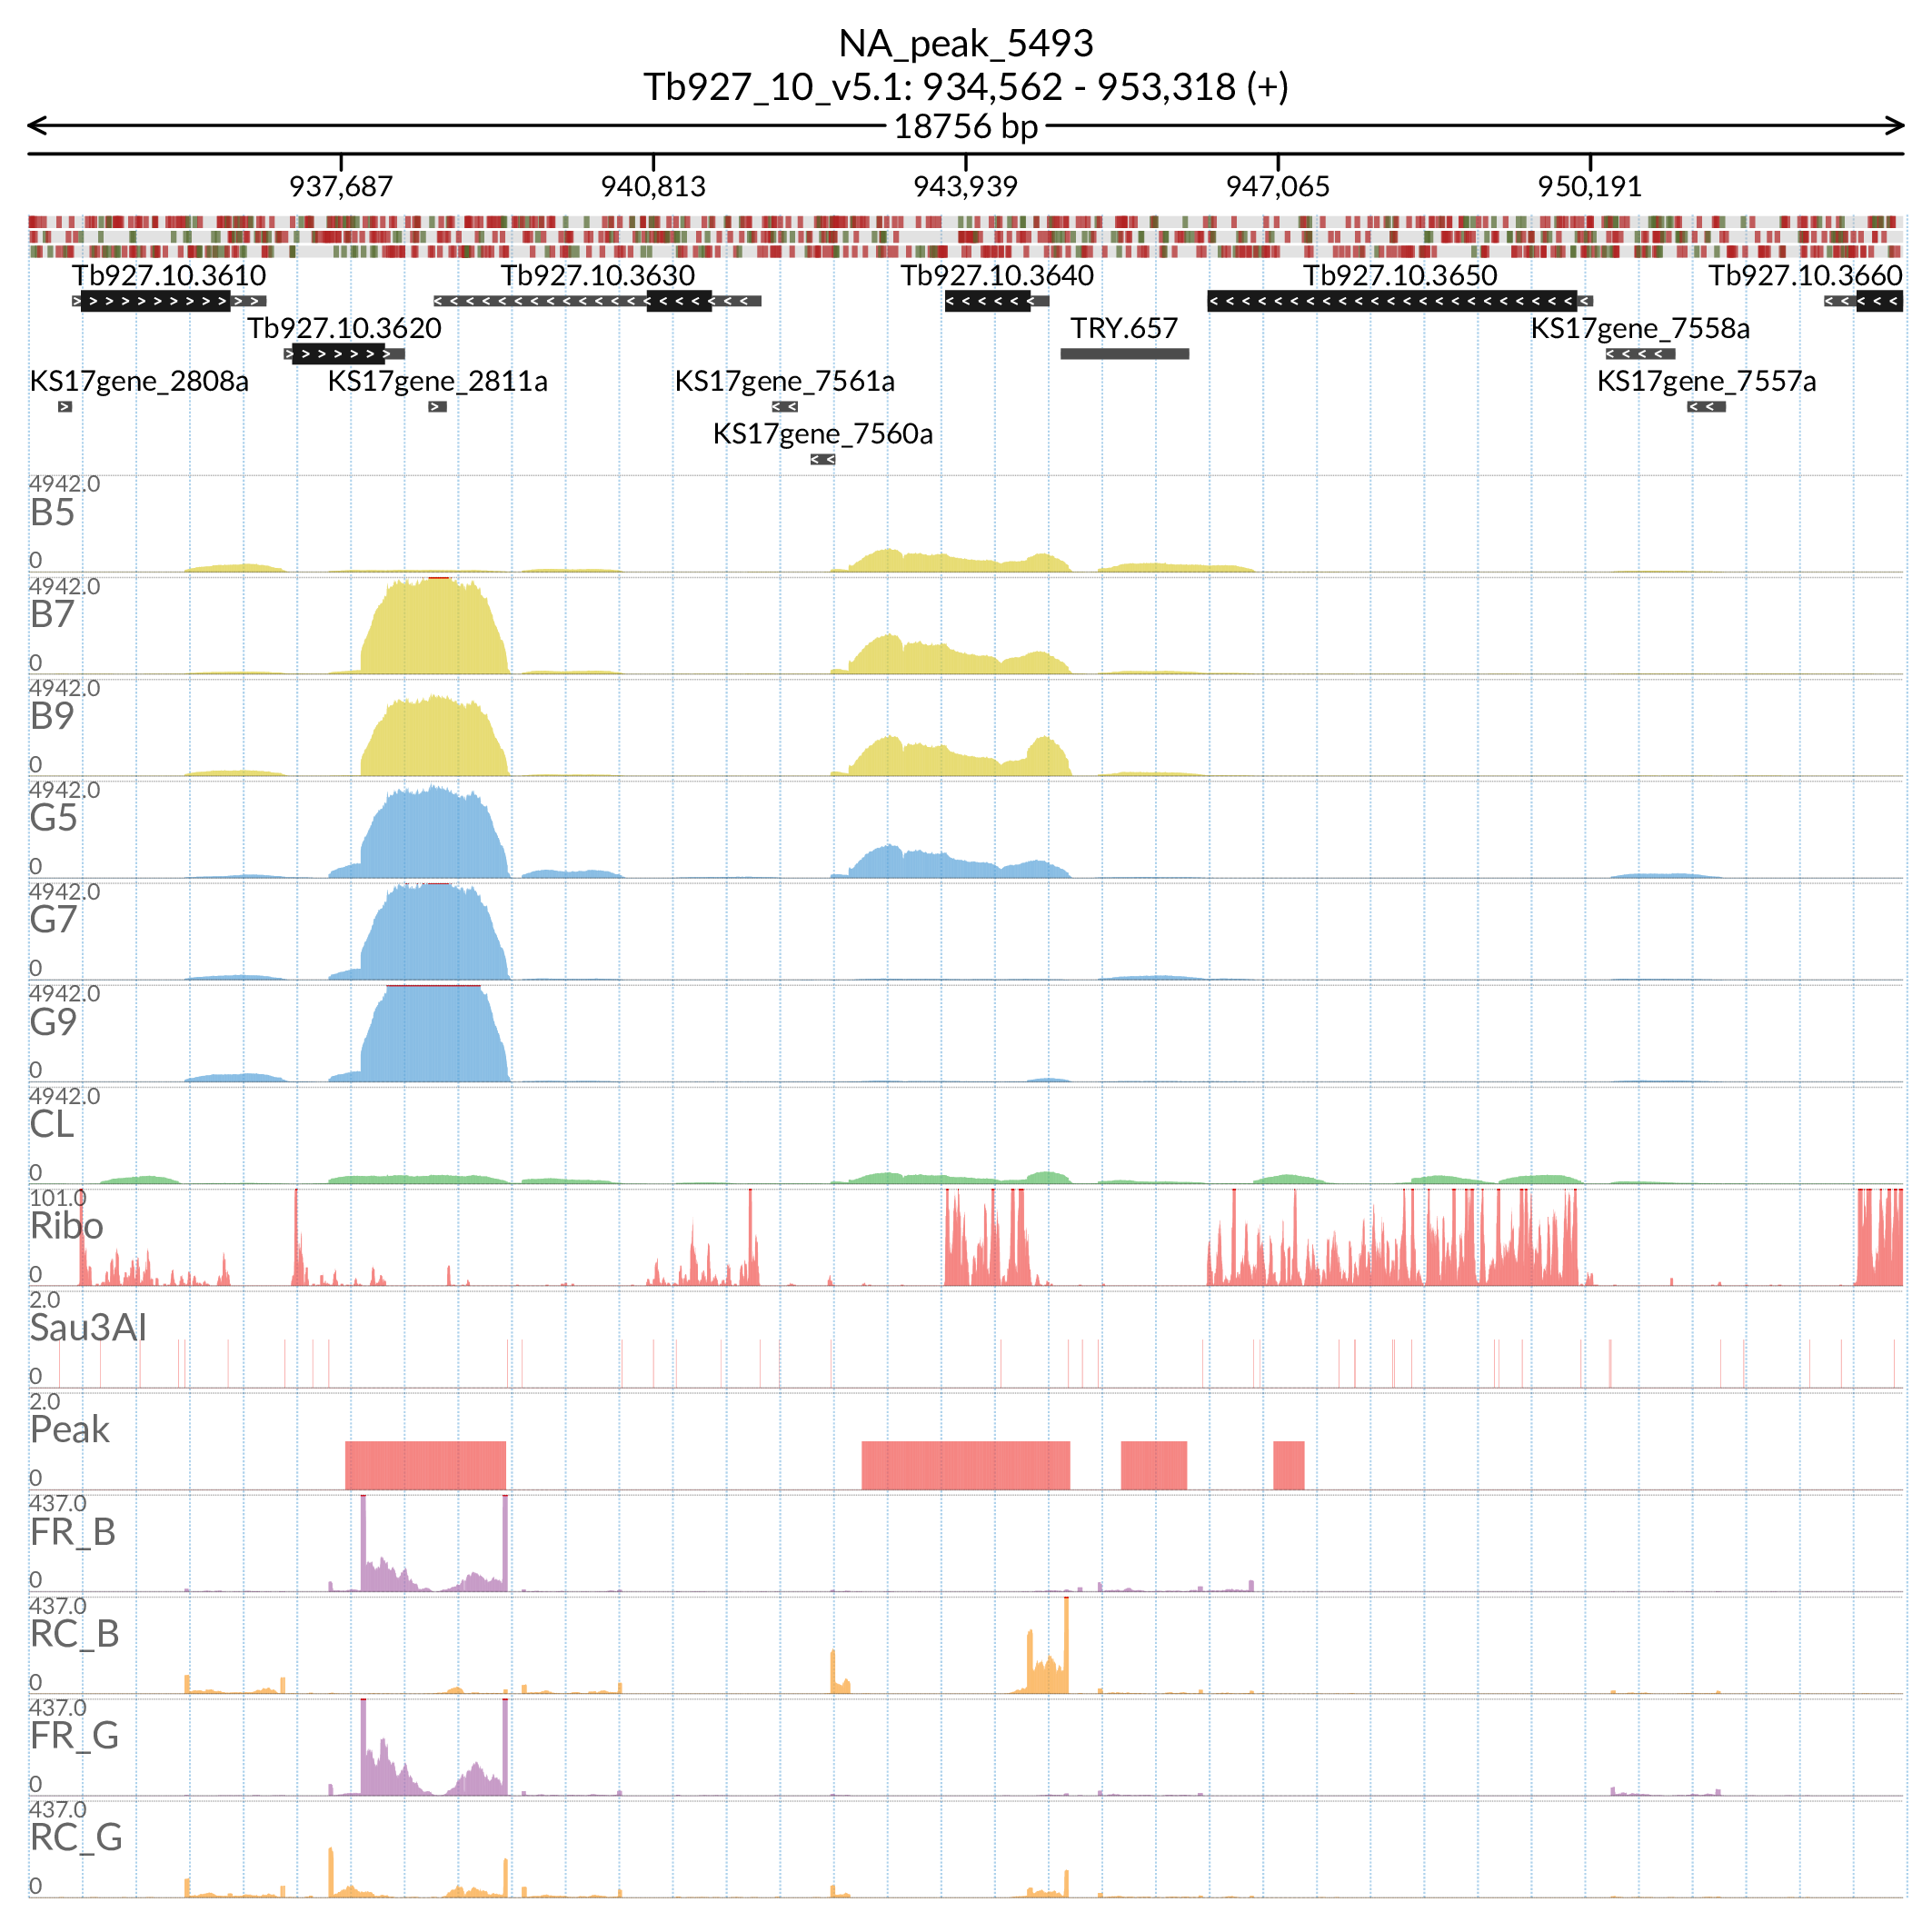 NA_peak_5493
Tb927_10_v5.1: 934,562 - 953,318 (+)
18756 bp
937,687 940,813 943,939 947,065 950,191
Tb927.10.3610 Tb927.10.3630 Tb927.10.3640 Tb927.10.3650 Tb927.10.3660
Tb927.10.3620 TRY.657 KS17gene_7558a
KS17gene_2808a KS17gene_2811a KS17gene_7561a KS17gene_7557a
KS17gene_7560a
4942.0
B5
0
4942.0
B7
0
4942.0
B9
0
4942.0
G5
0
4942.0
G7
0
4942.0
G9
0
4942.0
CL
0
101.0
Ribo
0
2.0
Sau3AI
0
2.0
Peak
0
437.0
FR_B
0
437.0
RC_B
0
437.0
FR_G
0
437.0
RC_G
0